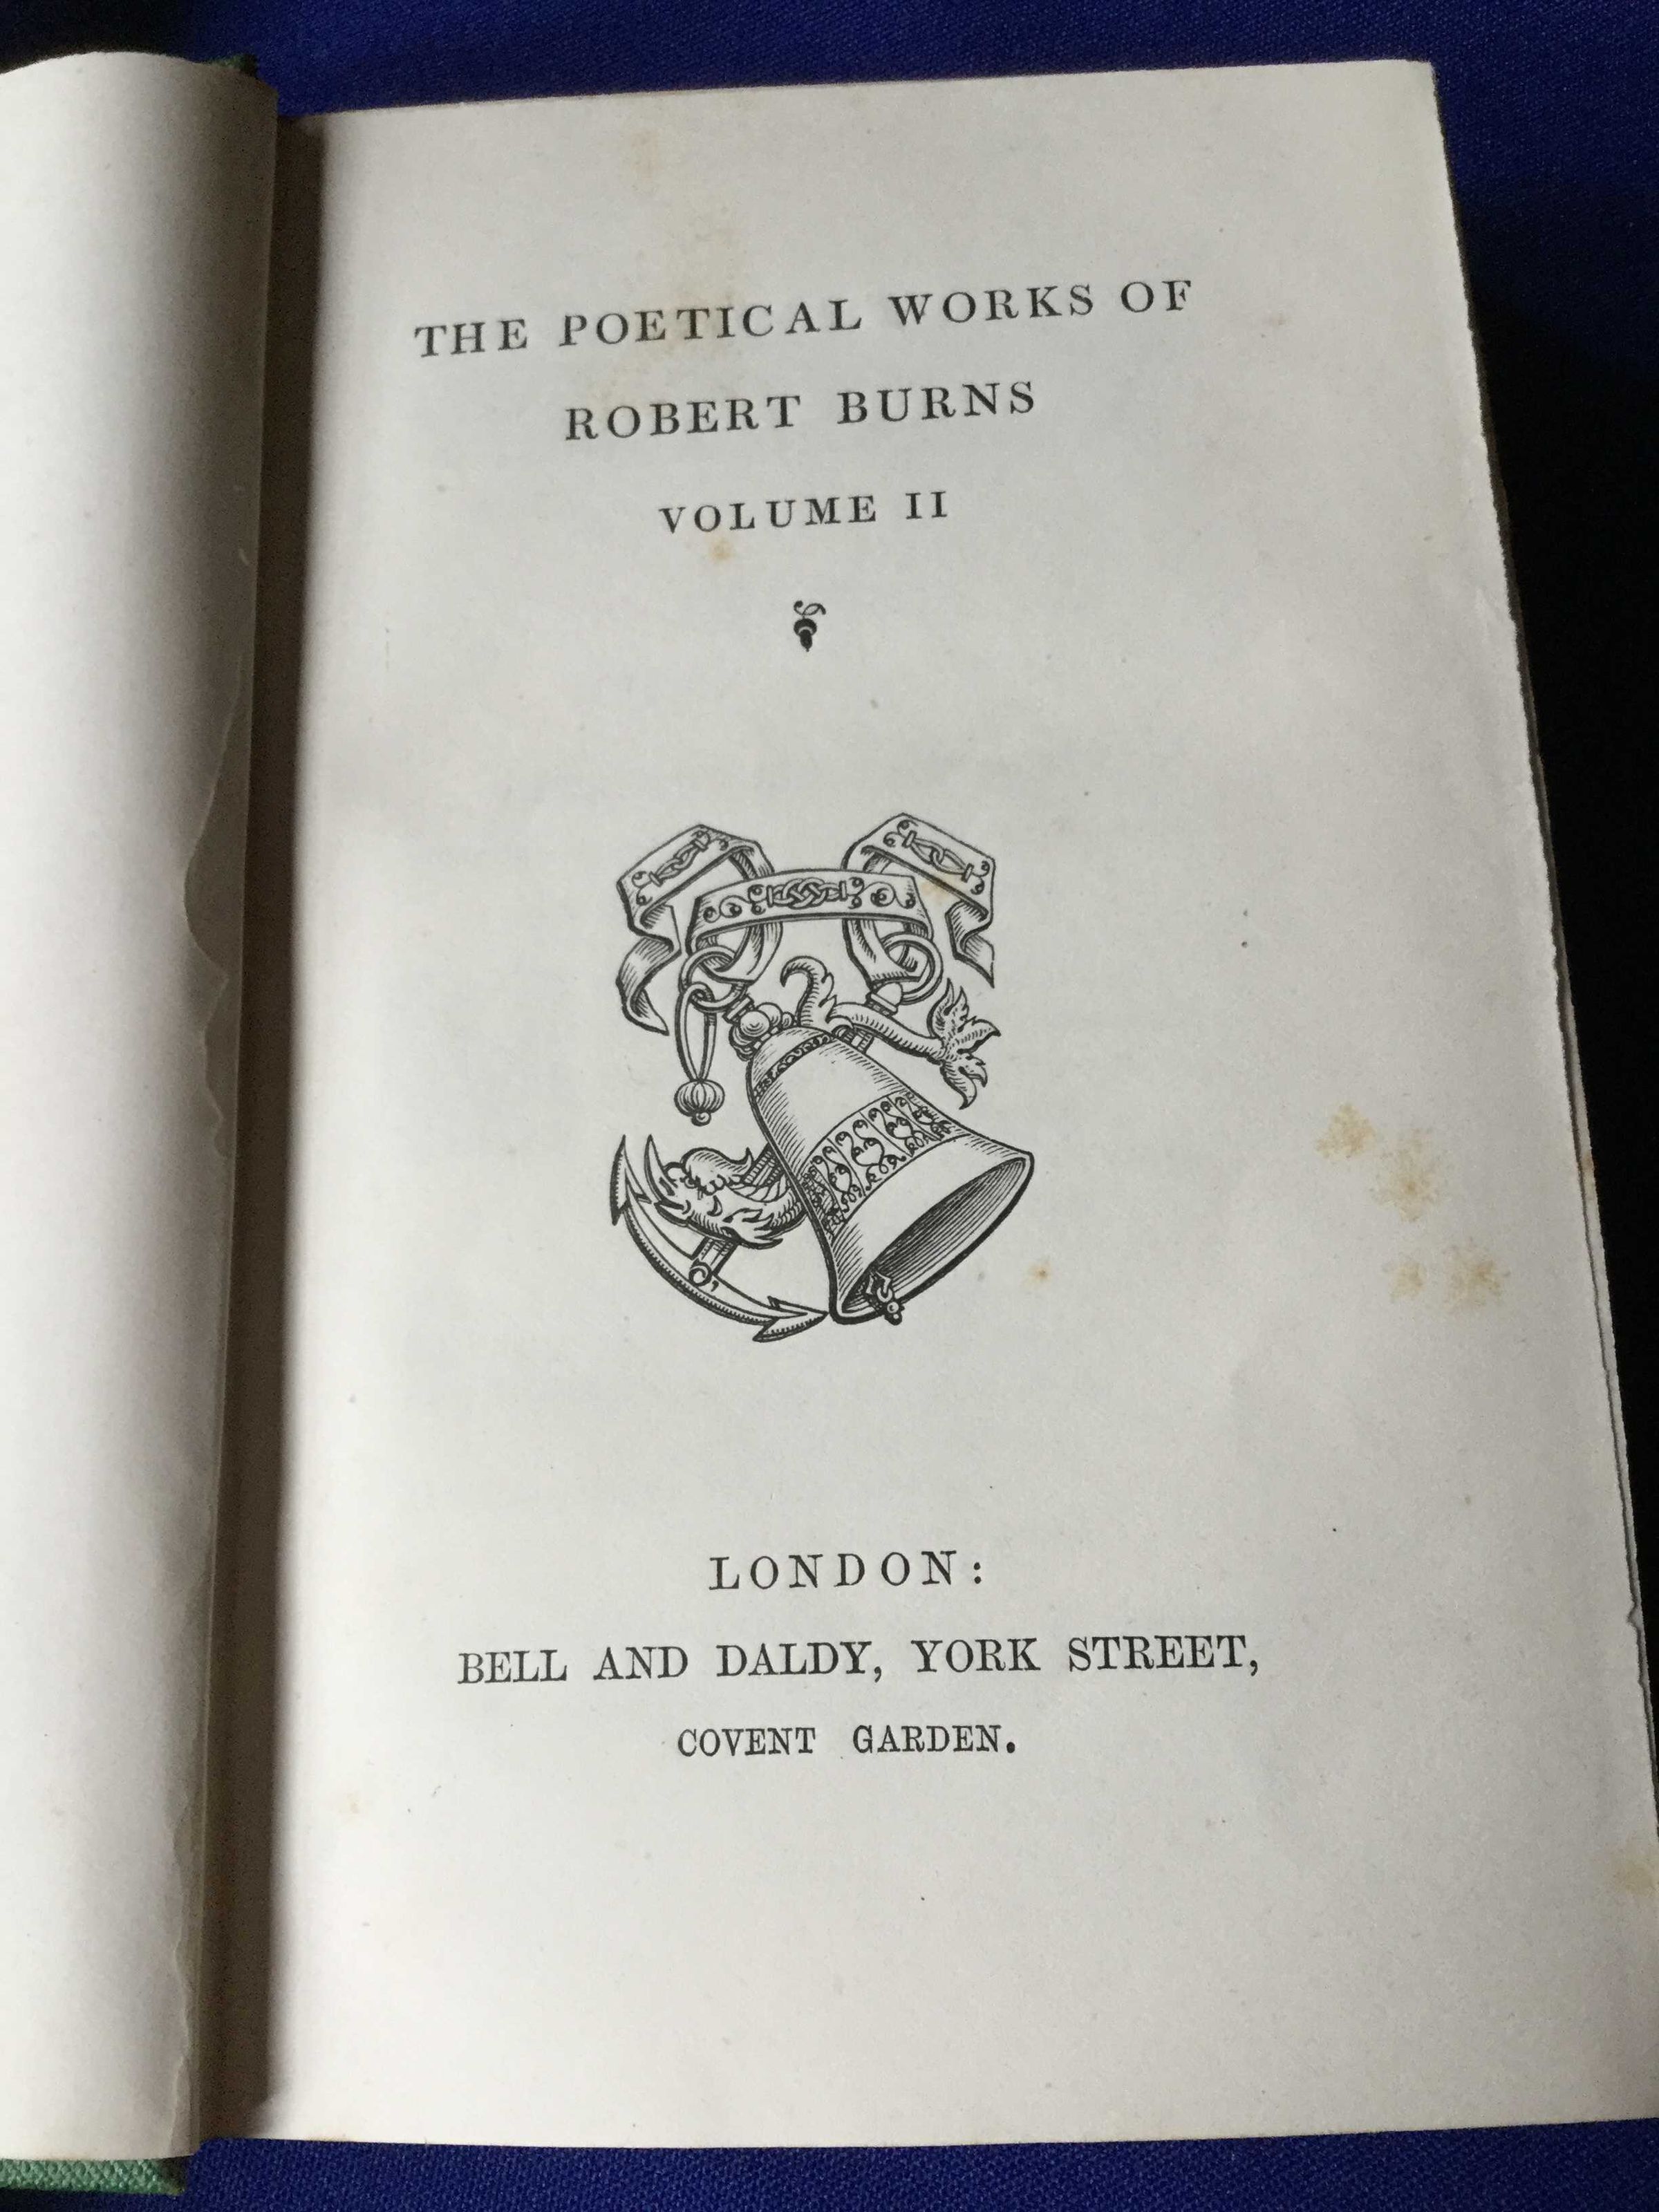 THE POETICAL WORKS OF
ROBERT BURNS
VOLUME II
LONDON:
BELL AND DALDY, YORK STREET,
COVENT GARDEN.